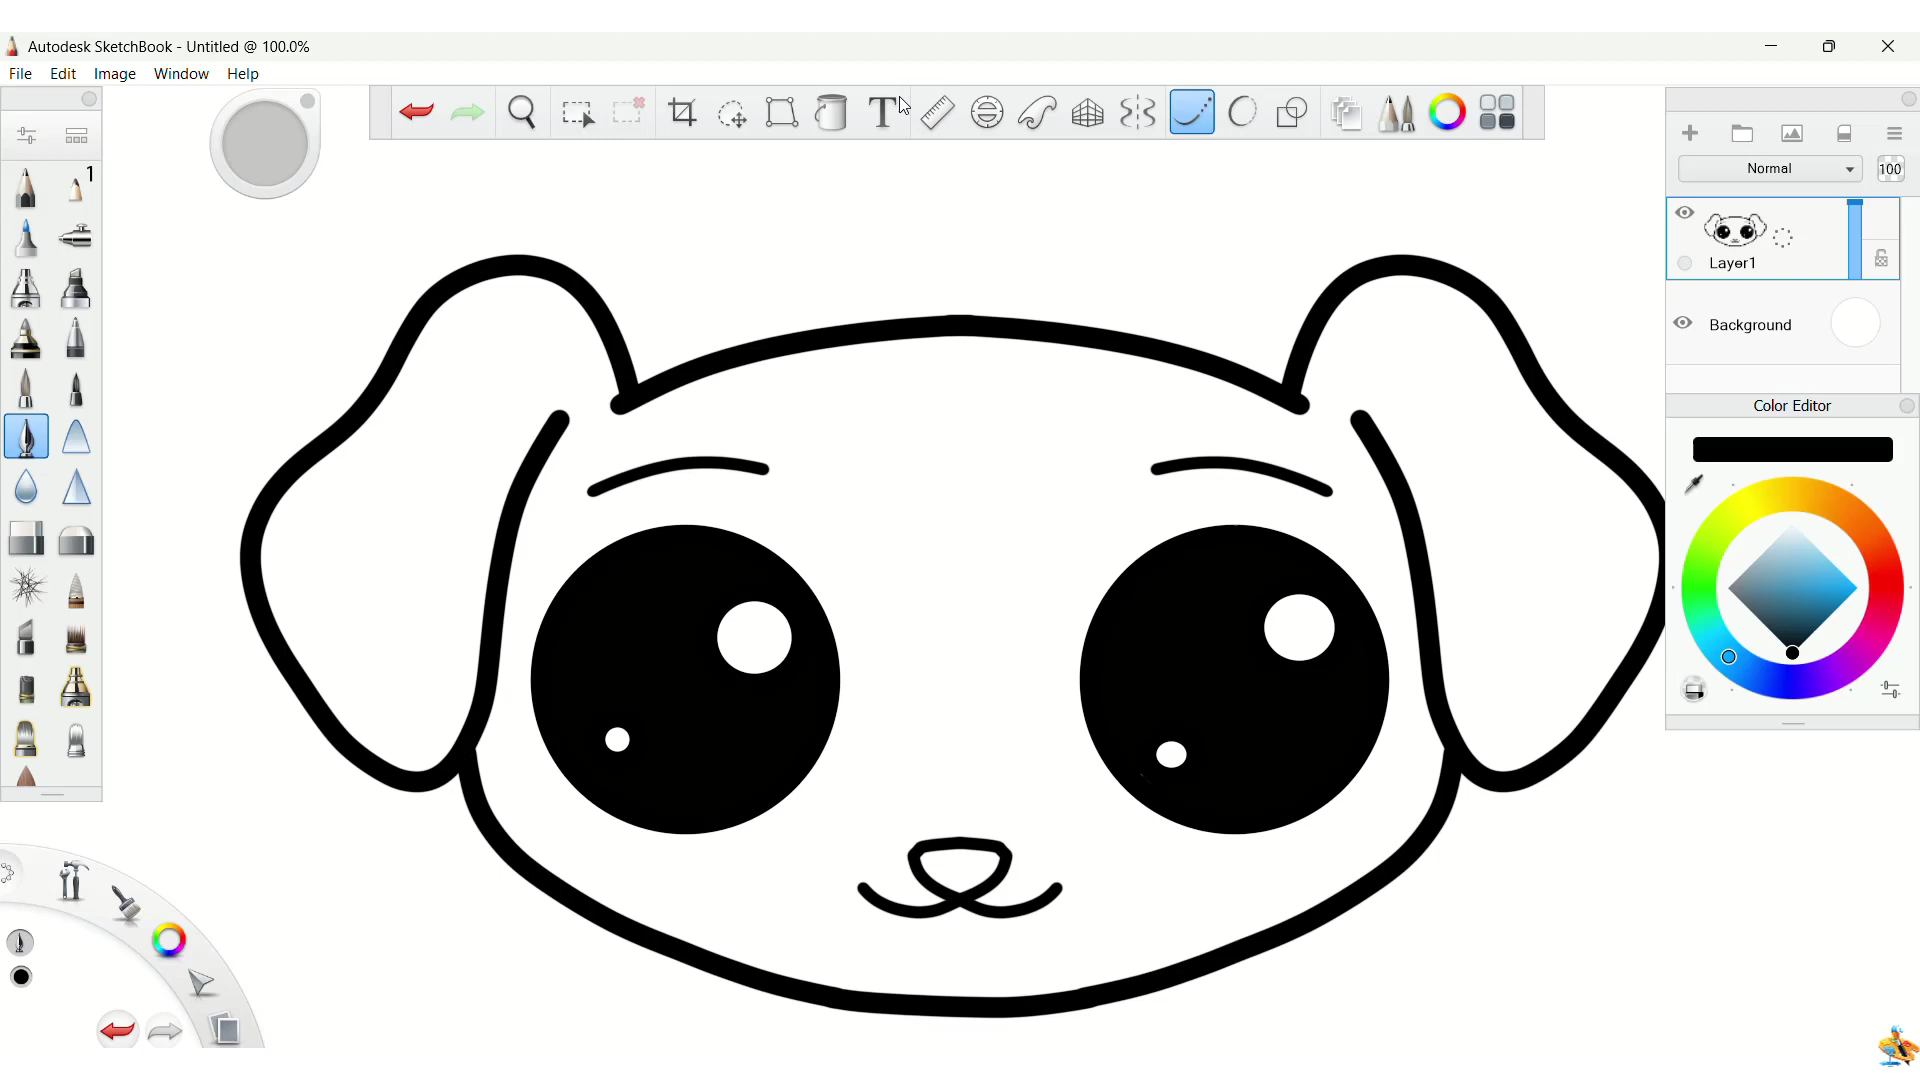 Autodesk SketchBook - Untitled @ 100.0%
File Edit Image Window Help
T
1
Normal 100
Layer1
Background
Color Editor